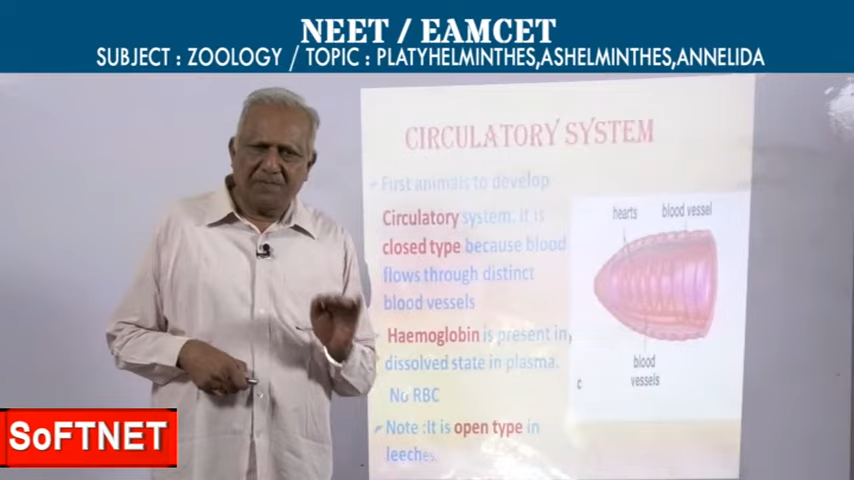 NEET / EAMCET
SUBJECT : ZOOLOGY / TOPIC : PLATYHELMINTHES,ASHELMINTHES,ANNELIDA
CIRCULATORY SYSTEM
First animals to develop
Circulatory system. It is
closed type because blood
flows through distinct
blood vessels
Haemoglobin is present in
dissolved state in plasma.
No RBC
Note :It is open type in
leeches.
hearts blood vessel
blood
vessels
c
SoFTNET